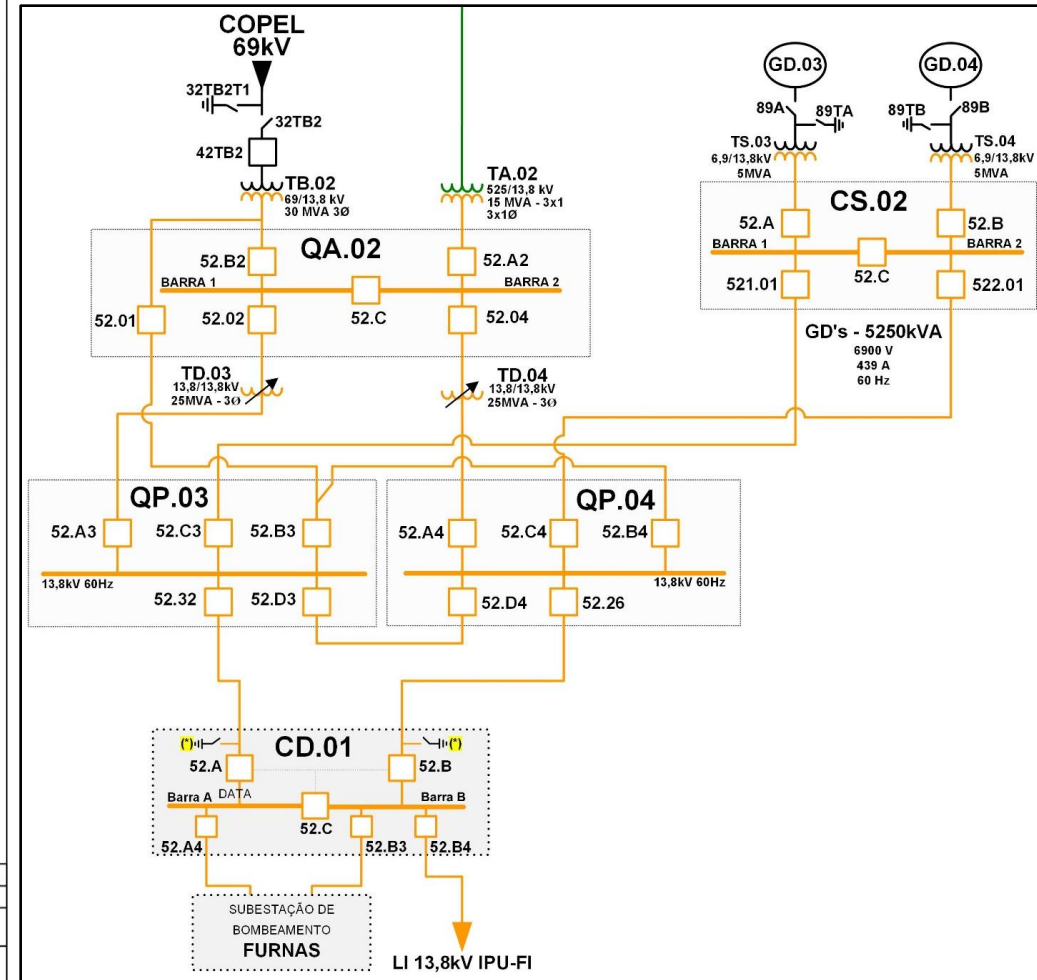 COPEL
69kV
32TB2T1
32TB2
42TB2
TB.02
69/13,8 kV
30 MVA 3Ø
TA.02
525/13,8 kV
15 MVA - 3x1
3x1Ø
GD.03
GD.04
89A
89TA
89TB
89B
TS.03
6,9/13,8kV
5MVA
TS.04
6,9/13,8kV
5MVA
CS.02
52.A
52.B
BARRA 1
BARRA 2
52.C
521.01
522.01
GD's - 5250kVA
6900 V
439 A
60 Hz
QA.02
52.B2
52.A2
BARRA 1
BARRA 2
52.01
52.02
52.C
52.04
TD.03
13,8/13,8kV
25MVA - 3Ø
TD.04
13,8/13,8kV
25MVA - 3Ø
QP.03
52.A3
52.C3
52.B3
13,8kV 60Hz
52.32
52.D3
QP.04
52.A4
52.C4
52.B4
13,8kV 60Hz
52.D4
52.26
CD.01
(*)
(*)
52.A
52.B
Barra A
DATA
Barra B
52.C
52.A4
52.B3
52.B4
SUBESTAÇÃO DE
BOMBEAMENTO
FURNAS
LI 13,8kV IPU-FI